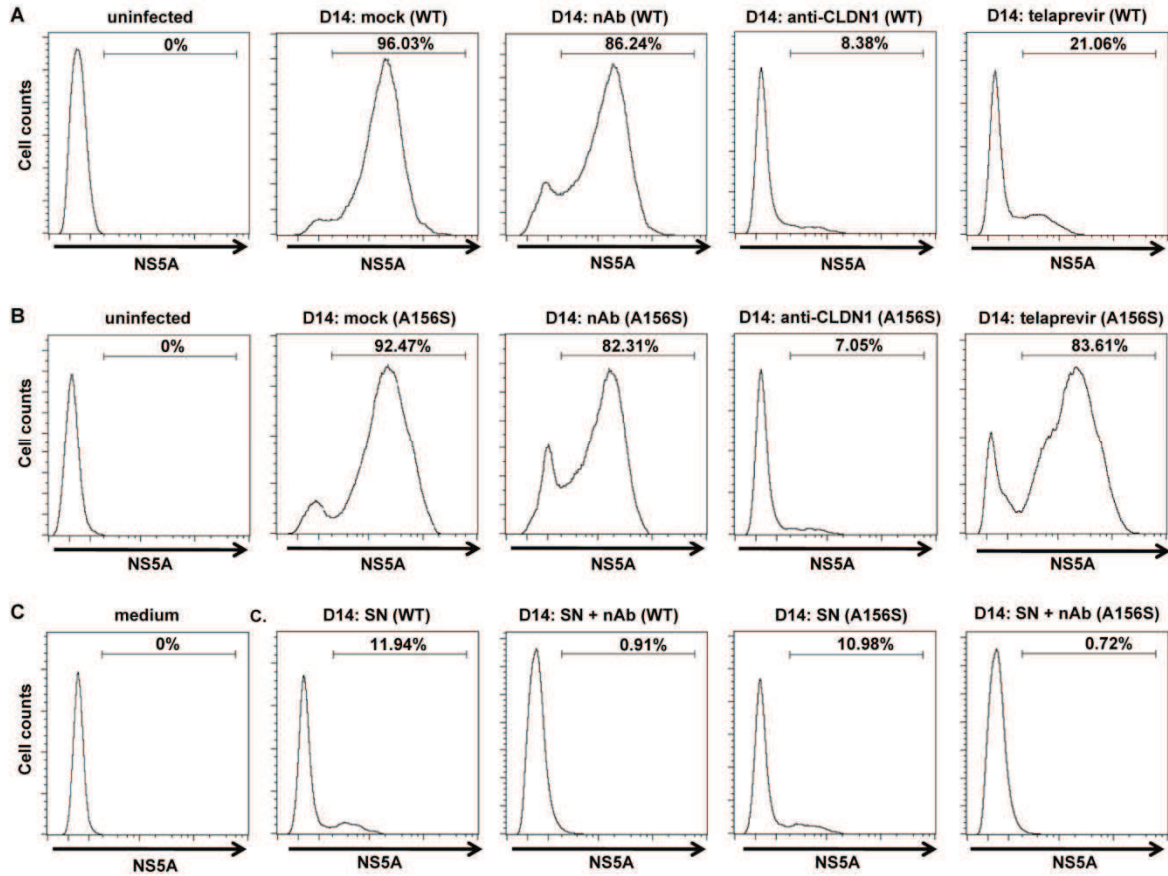 A
uninfected
D14: mock (WT)
D14: nAb (WT)
D14: anti-CLDN1 (WT)
D14: telaprevir (WT)
0%
96.03%
86.24%
8.38%
21.06%
Cell counts
NS5A
NS5A
NS5A
NS5A
NS5A
B
uninfected
D14: mock (A156S)
D14: nAb (A156S)
D14: anti-CLDN1 (A156S)
D14: telaprevir (A156S)
0%
92.47%
82.31%
7.05%
83.61%
Cell counts
NS5A
NS5A
NS5A
NS5A
NS5A
C
medium
C.
D14: SN (WT)
D14: SN + nAb (WT)
D14: SN (A156S)
D14: SN + nAb (A156S)
0%
11.94%
0.91%
10.98%
0.72%
Cell counts
NS5A
NS5A
NS5A
NS5A
NS5A